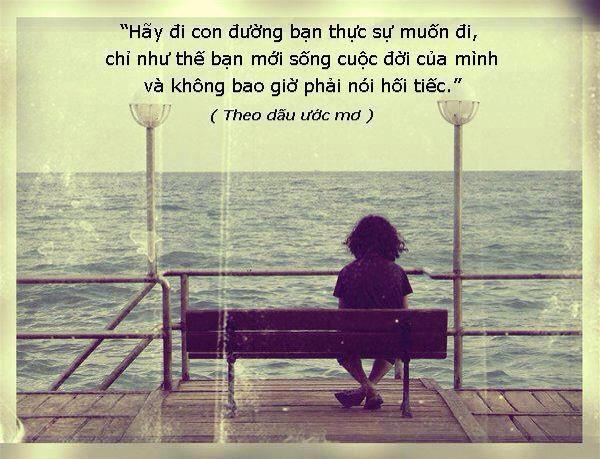 “Hãy đi con đường bạn thực sự muốn đi,
chỉ như thế bạn mới sống cuộc đời của mình
và không bao giờ phải nói hối tiếc.”
( Theo dấu ước mơ )